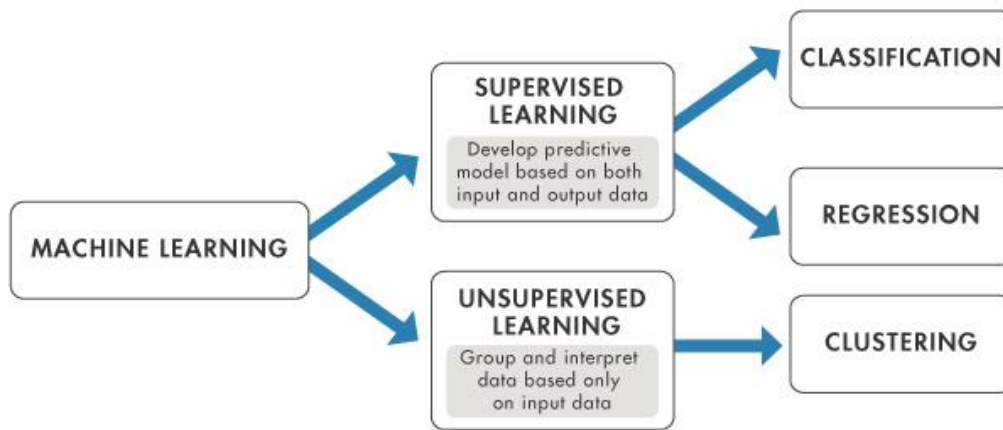 MACHINE LEARNING
SUPERVISED
LEARNING
Develop predictive
model based on both
input and output data
UNSUPERVISED
LEARNING
Group and interpret
data based only
on input data
CLASSIFICATION
REGRESSION
CLUSTERING